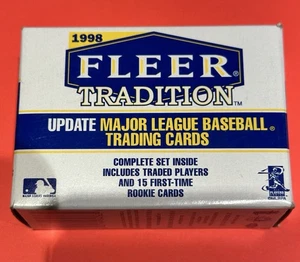 1998
FLEER®
TRADITION™
UPDATE MAJOR LEAGUE BASEBALL®
TRADING CARDS
COMPLETE SET INSIDE
INCLUDES TRADED PLAYERS
AND 15 FIRST-TIME
ROOKIE CARDS